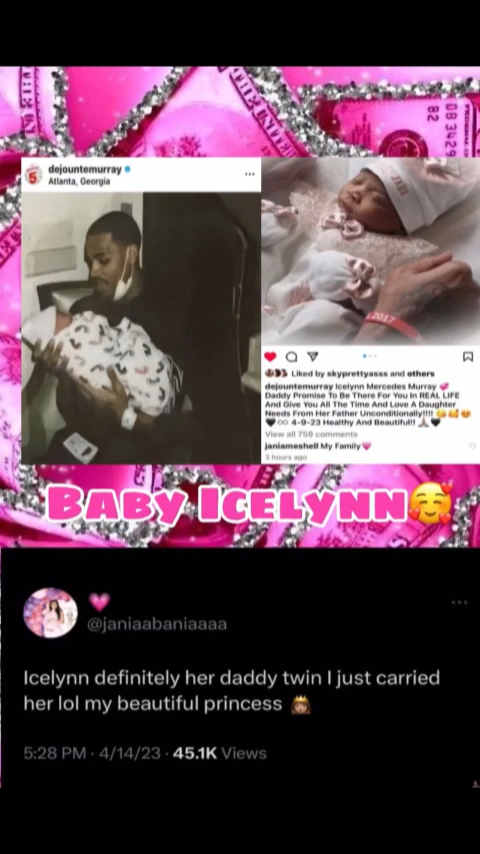 dejountemurray
Atlanta, Georgia
2017
Liked by skyprettyasss and others
dejountemurray Icelynn Mercedes Murray 💕
Daddy Promise To Be There For You In REAL LIFE
And Give You All The Time And Love A Daughter
Needs From Her Father Unconditionally!!!! 
🖤♾ 4-9-23 Healthy And Beautiful!! 🙏🏽🖤
View all 759 comments
janiameshell My Family💗
3 hours ago
BABY ICELYNN🥰
💗
@janiaabaniaaaa
Icelynn definitely her daddy twin I just carried
her lol my beautiful princess 👸🏽
5:28 PM · 4/14/23 · 45.1K Views